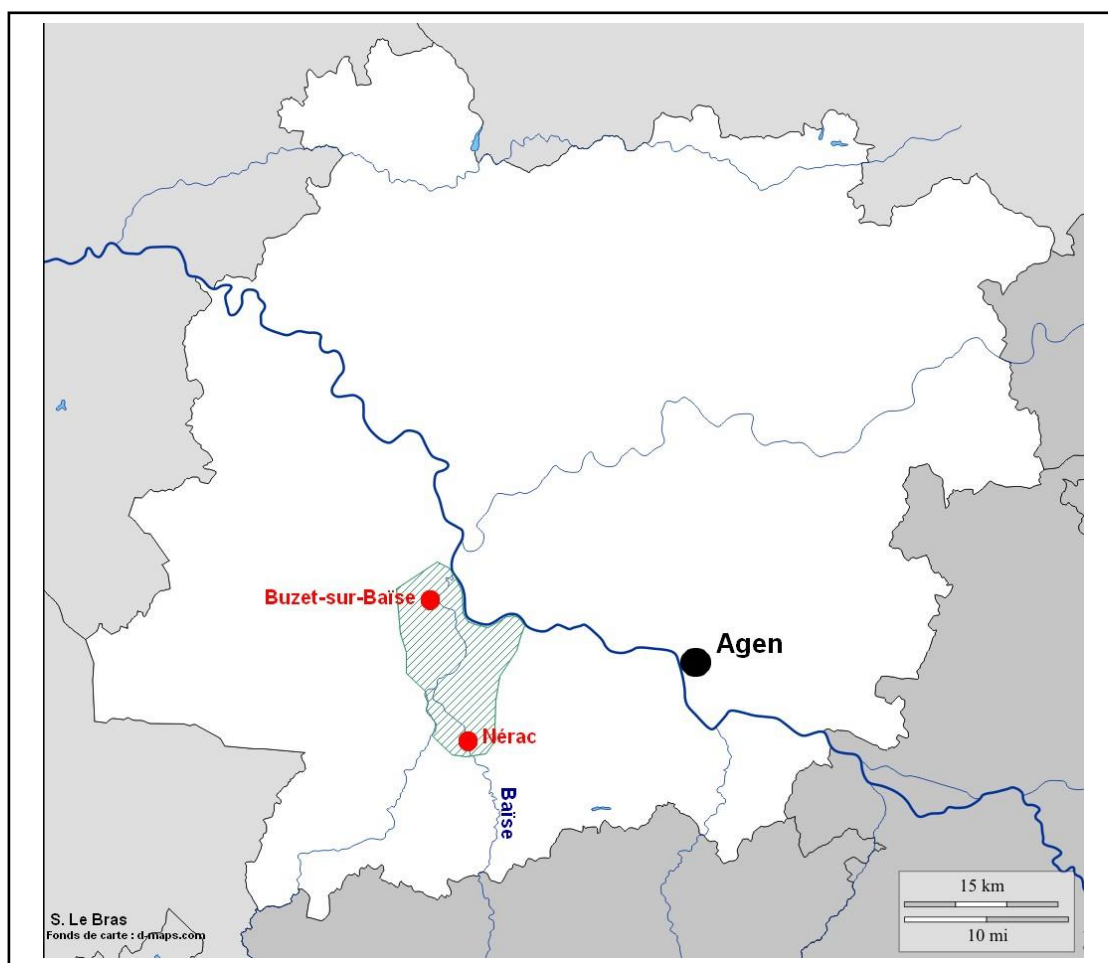 Buzet-sur-Baïse
Agen
Nérac
Baïse
15 km
10 mi
S. Le Bras
Fonds de carte : d-maps.com